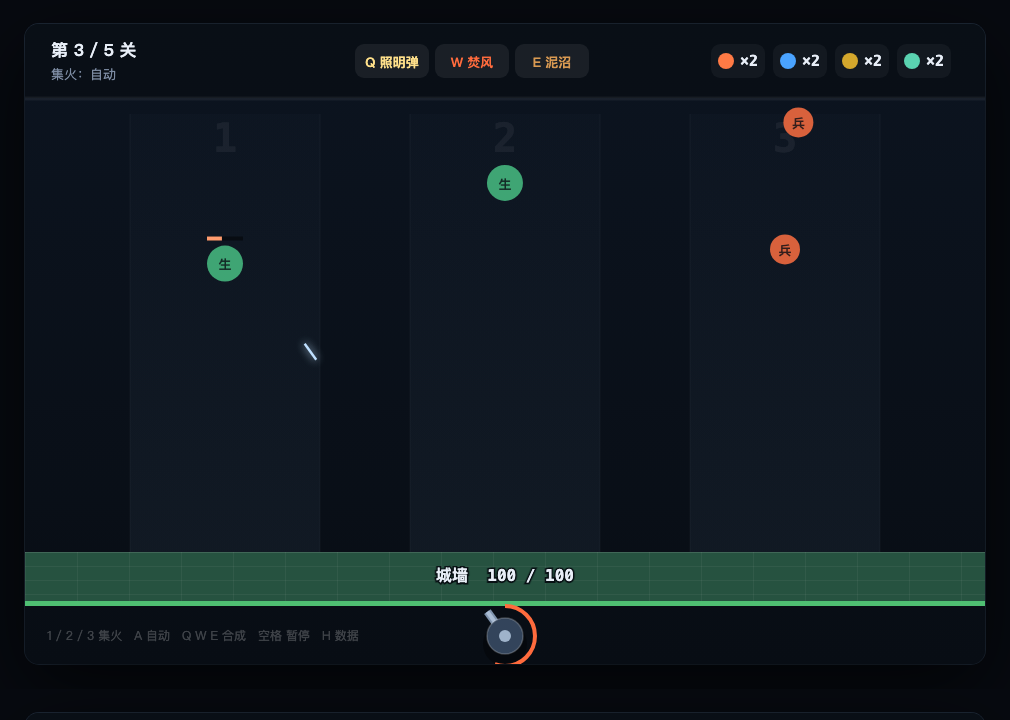 第 3 / 5 关
集火: 自动
Q 照明弹
W 焚风
E 泥沼
×2
×2
×2
×2
1
2
3
兵
生
兵
生
城墙 100 / 100
1 / 2 / 3 集火 A 自动 Q W E 合成 空格 暂停 H 数据